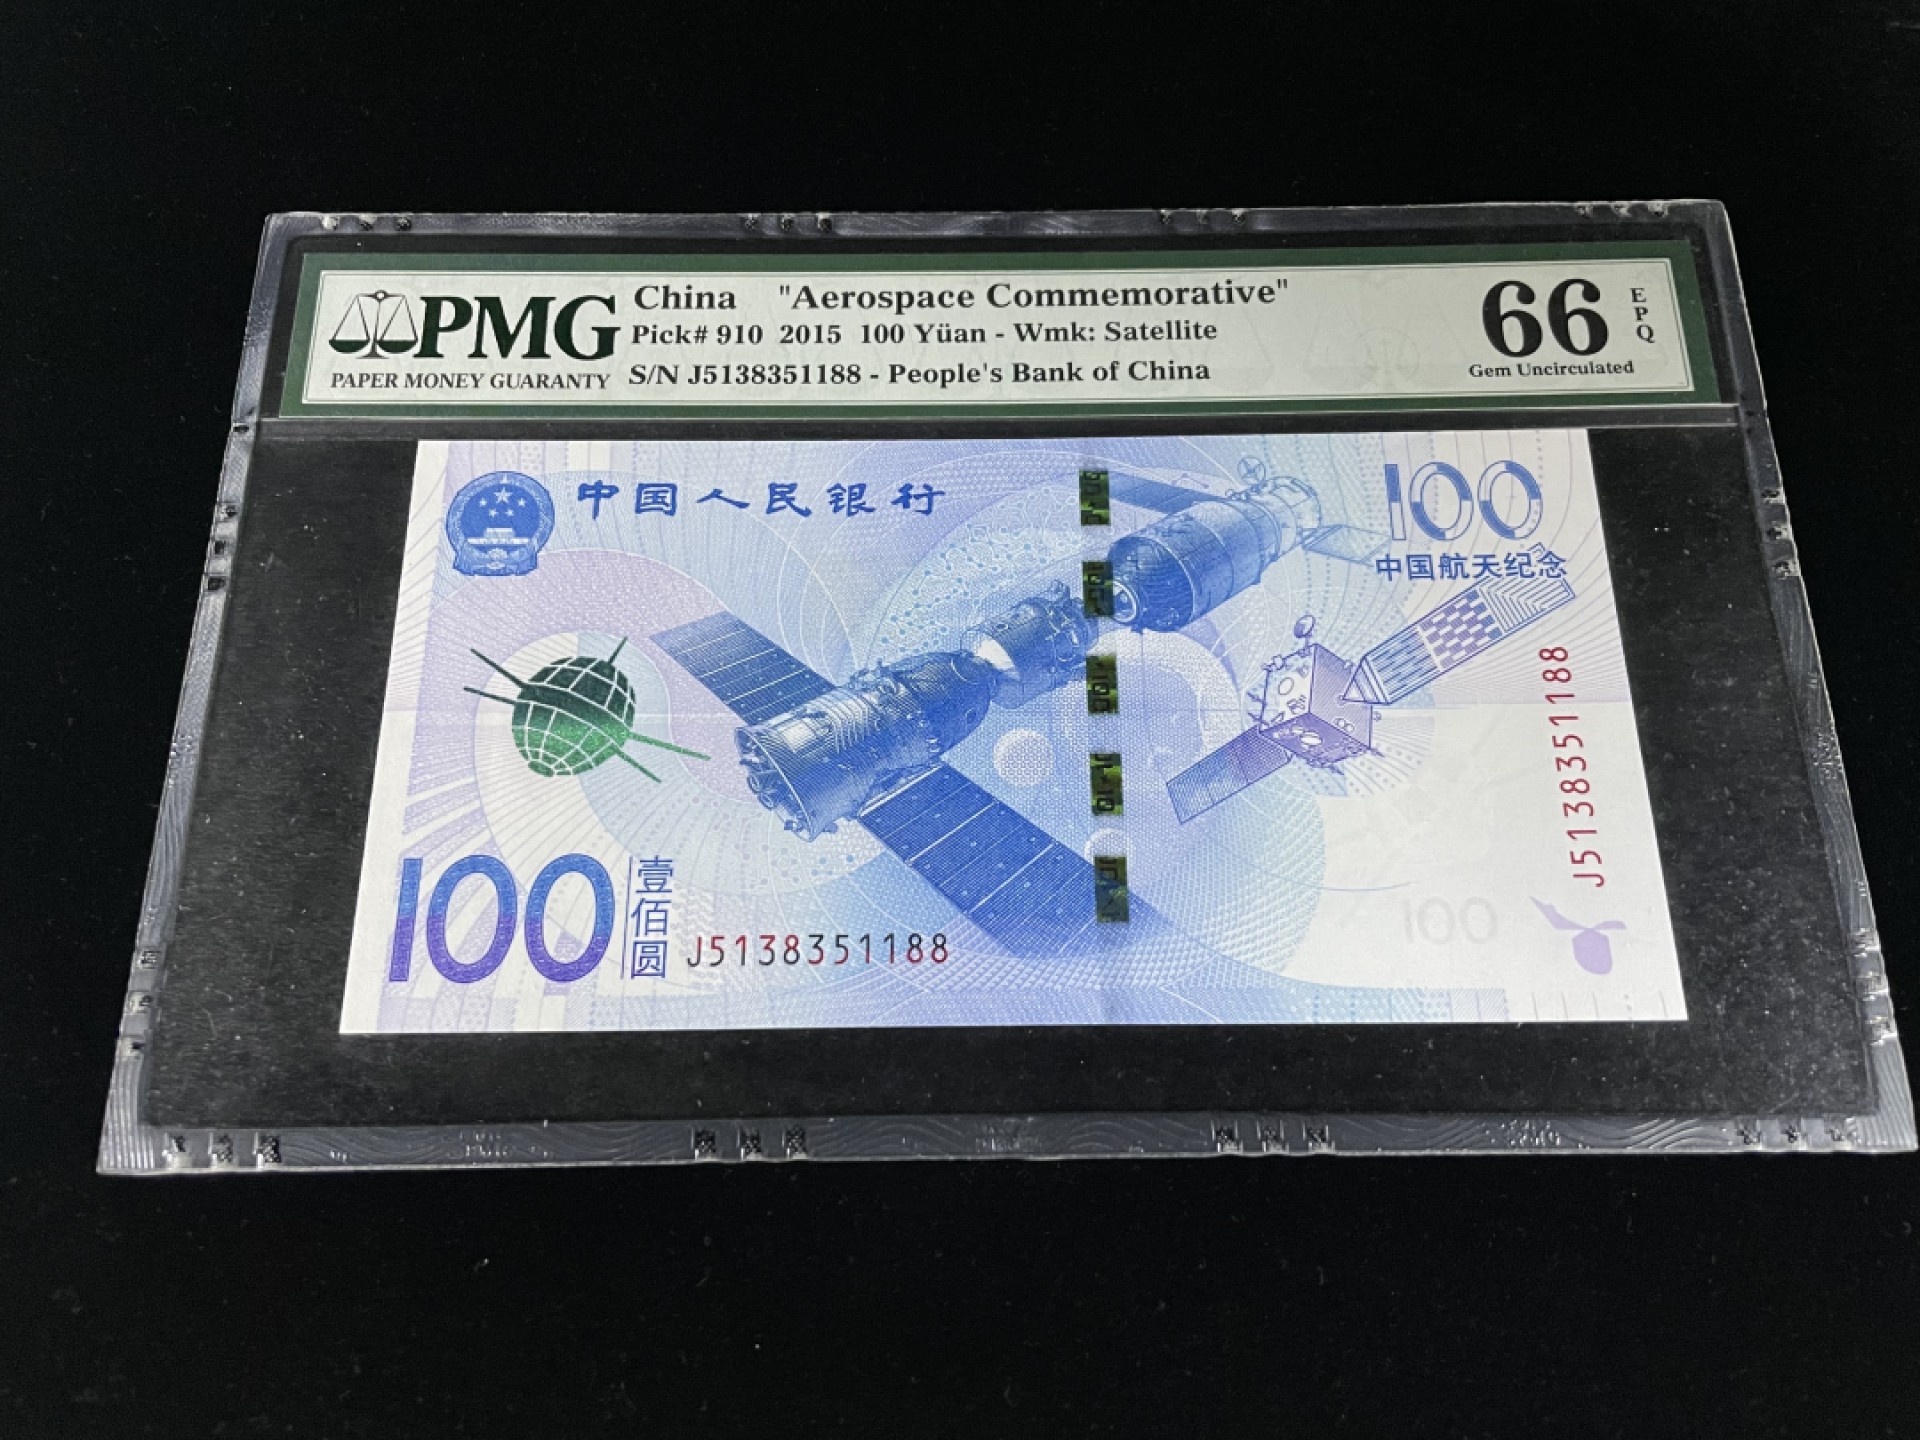 PMG
PAPER MONEY GUARANTY
China "Aerospace Commemorative"
Pick# 910 2015 100 Yüan - Wmk: Satellite
S/N J5138351188 - People's Bank of China
66
EPQ
Gem Uncirculated
中国人民银行
100
中国航天纪念
J5138351188
100
壹佰圆
J5138351188
100